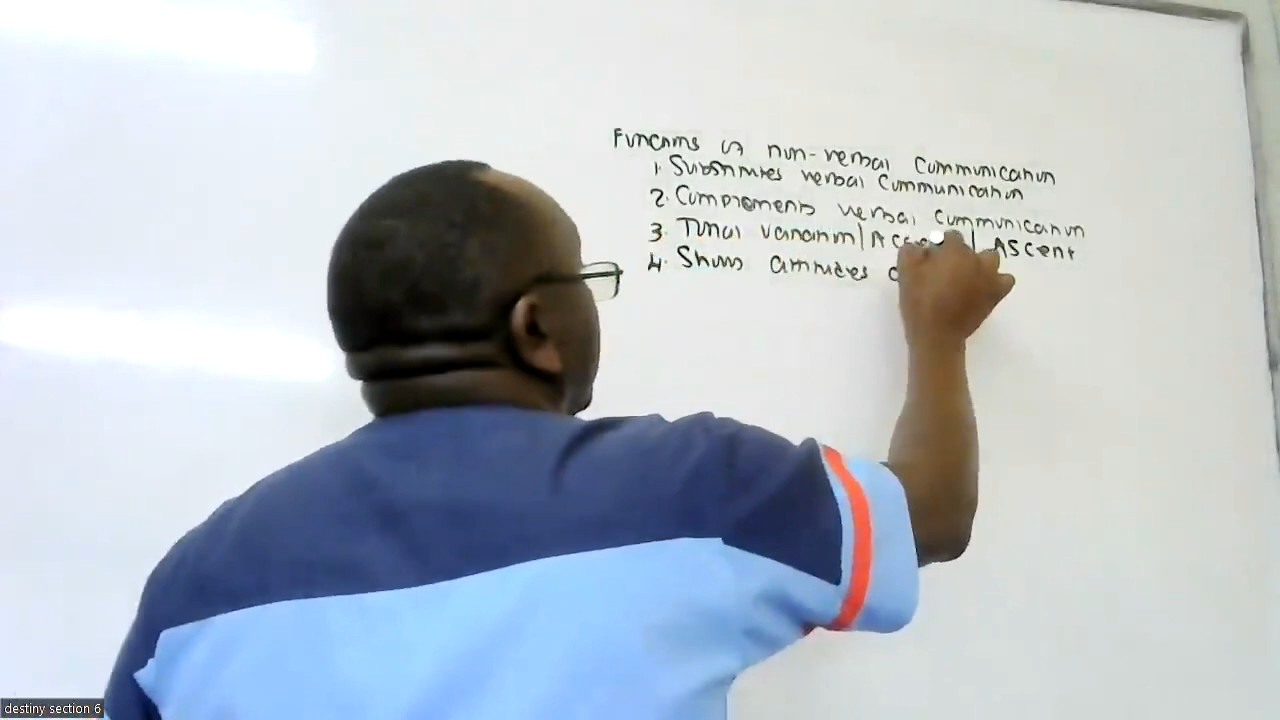 Functions of non-verbal communication
1. Substitutes verbal communication
2. Complements verbal communication
3. Tonal variation/ / Ascent
4. Shows attitudes
destiny section 6